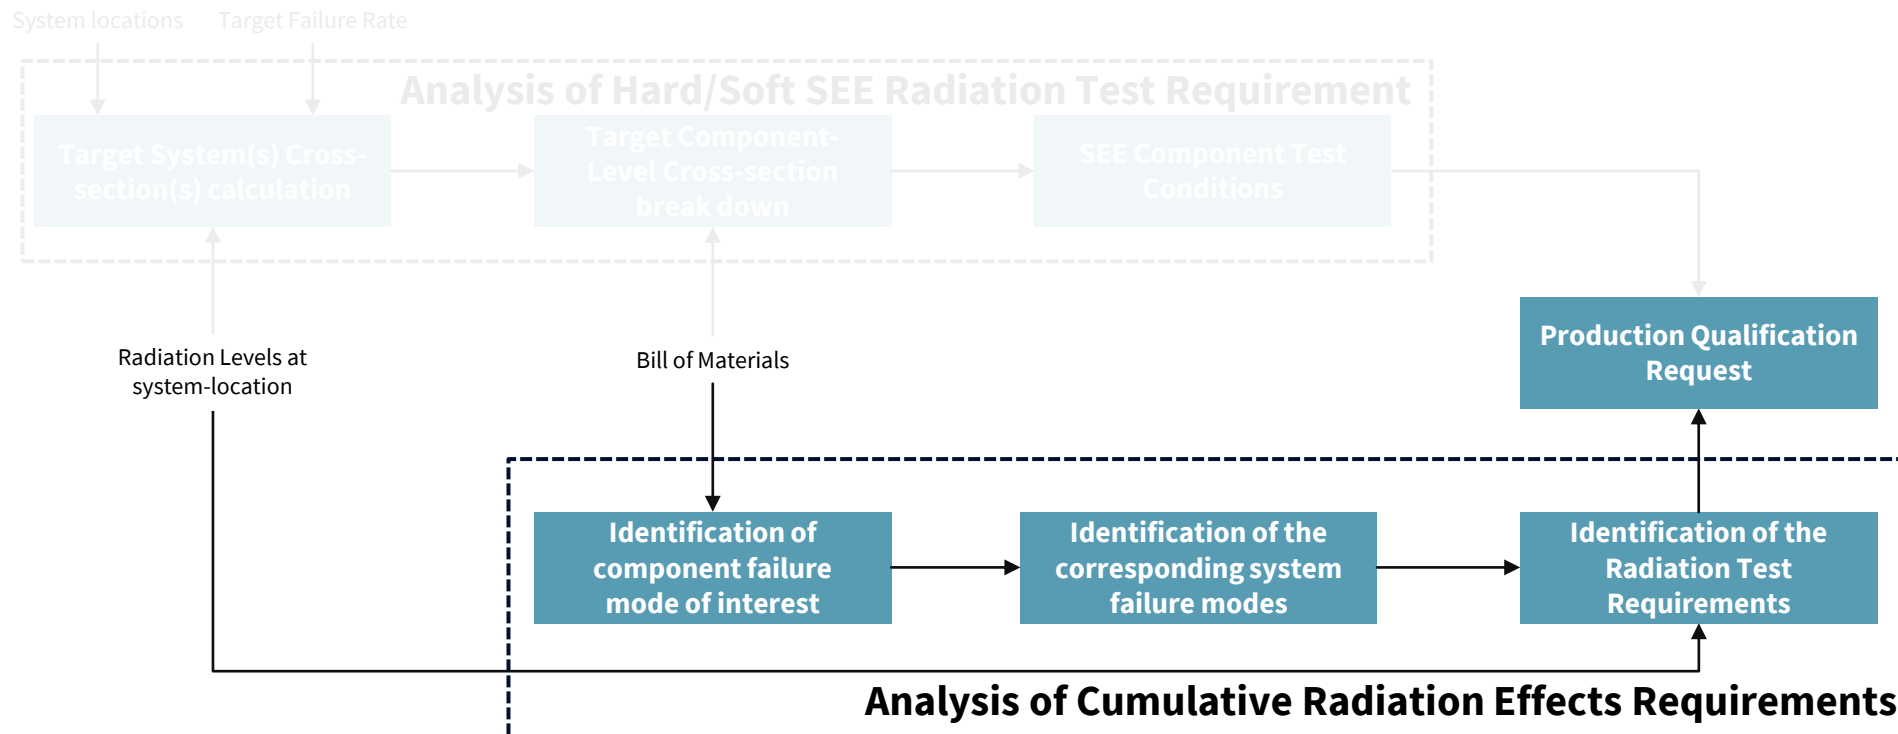 System locations
Target Failure Rate
Analysis of Hard/Soft SEE Radiation Test Requirement
Target System(s) Cross-
section(s) calculation
Target Component-
Level Cross-section
break down
SEE Component Test
Conditions
Radiation Levels at
system-location
Bill of Materials
Production Qualification
Request
Identification of
component failure
mode of interest
Identification of the
corresponding system
failure modes
Identification of the
Radiation Test
Requirements
Analysis of Cumulative Radiation Effects Requirements